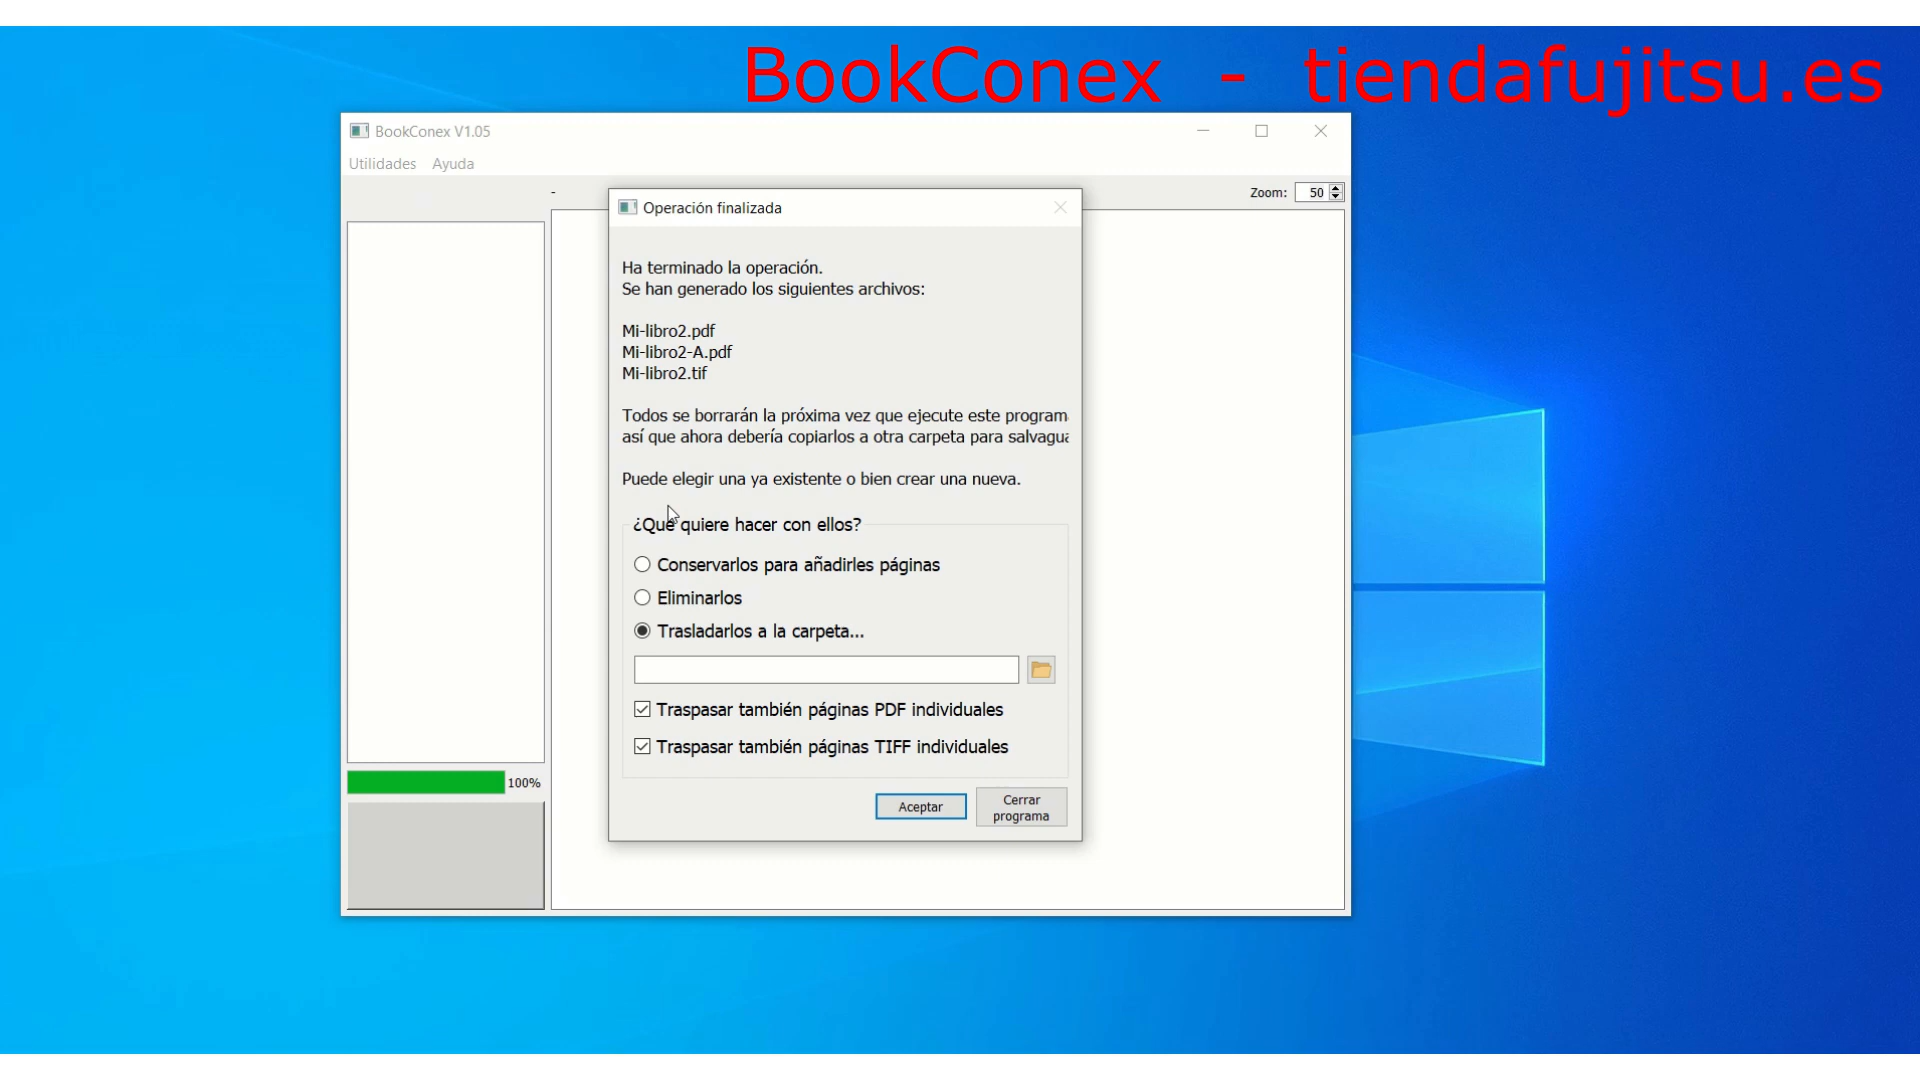 BookConex - tiendafujitsu.es
BookConex V1.05
Utilidades Ayuda
-
Zoom: 50
Operación finalizada
Ha terminado la operación.
Se han generado los siguientes archivos:
Mi-libro2.pdf
Mi-libro2-A.pdf
Mi-libro2.tif
Todos se borrarán la próxima vez que ejecute este program
así que ahora debería copiarlos a otra carpeta para salvagua
Puede elegir una ya existente o bien crear una nueva.
¿Qué quiere hacer con ellos?
Conservarlos para añadirles páginas
Eliminarlos
Trasladarlos a la carpeta...
Traspasar también páginas PDF individuales
Traspasar también páginas TIFF individuales
100%
Aceptar
Cerrar
programa